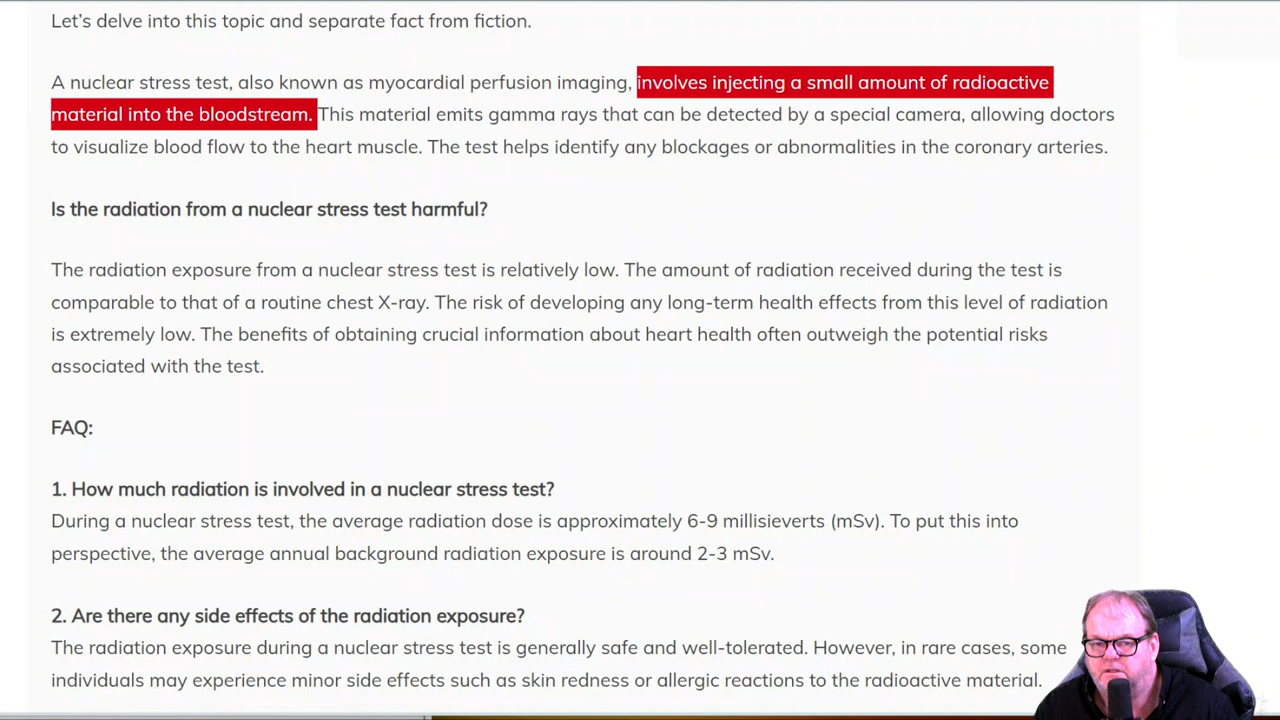 Let’s delve into this topic and separate fact from fiction.
A nuclear stress test, also known as myocardial perfusion imaging, involves injecting a small amount of radioactive
material into the bloodstream. This material emits gamma rays that can be detected by a special camera, allowing doctors
to visualize blood flow to the heart muscle. The test helps identify any blockages or abnormalities in the coronary arteries.
Is the radiation from a nuclear stress test harmful?
The radiation exposure from a nuclear stress test is relatively low. The amount of radiation received during the test is
comparable to that of a routine chest X-ray. The risk of developing any long-term health effects from this level of radiation
is extremely low. The benefits of obtaining crucial information about heart health often outweigh the potential risks
associated with the test.
FAQ:
1. How much radiation is involved in a nuclear stress test?
During a nuclear stress test, the average radiation dose is approximately 6-9 millisieverts (mSv). To put this into
perspective, the average annual background radiation exposure is around 2-3 mSv.
2. Are there any side effects of the radiation exposure?
The radiation exposure during a nuclear stress test is generally safe and well-tolerated. However, in rare cases, some
individuals may experience minor side effects such as skin redness or allergic reactions to the radioactive material.